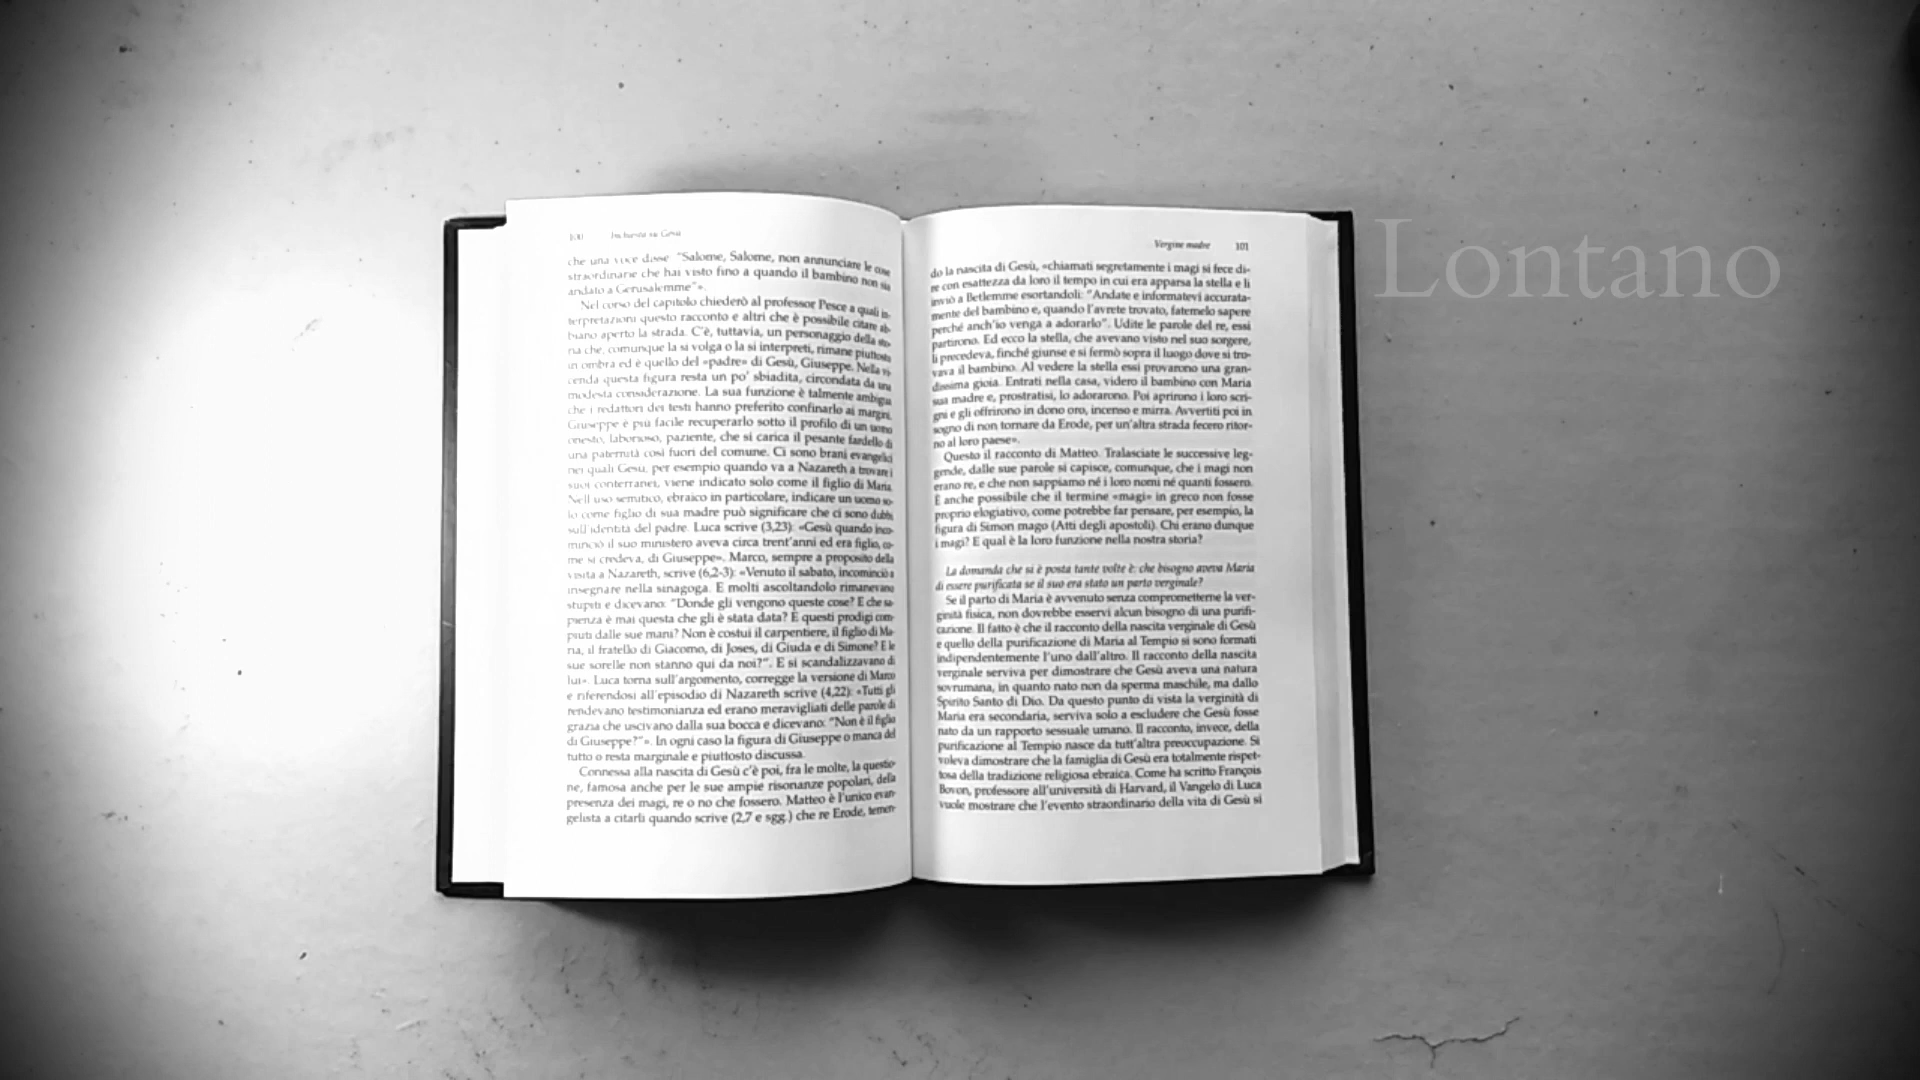 100 Inchiesta su Gesù
che una voce disse "Salome, Salome, non annunciare le cose
straordinarie che hai visto fino a quando il bambino non sia
andato a Gerusalemme"».
Nel corso del capitolo chiederò al professor Pesce a quali in-
terpretazioni questo racconto e altri che è possibile citare ab-
biano aperto la strada. C'è, tuttavia, un personaggio della sto-
ria che, comunque la si volga o la si interpreti, rimane piuttosto
in ombra ed è quello del «padre» di Gesù, Giuseppe. Nella vi-
cenda questa figura resta un po' sbiadita, circondata da una
modesta considerazione. La sua funzione è talmente ambigua
che i redattori dei testi hanno preferito confinarlo ai margini.
Giuseppe è più facile recuperarlo sotto il profilo di un uomo
onesto, laborioso, paziente, che si carica il pesante fardello di
una paternità così fuori del comune. Ci sono brani evangelici
nei quali Gesù, per esempio quando va a Nazareth a trovare i
suoi conterranei, viene indicato solo come il figlio di Maria.
Nell'uso semitico, ebraico in particolare, indicare un uomo so-
lo come figlio di sua madre può significare che ci sono dubbi
sull'identità del padre. Luca scrive (3,23): «Gesù quando inco-
minciò il suo ministero aveva circa trent'anni ed era figlio, co-
me si credeva, di Giuseppe». Marco, sempre a proposito della
visita a Nazareth, scrive (6,2-3): «Venuto il sabato, incominciò a
insegnare nella sinagoga. E molti ascoltandolo rimanevano
stupiti e dicevano: "Donde gli vengono queste cose? E che sa-
pienza è mai questa che gli è stata data? E questi prodigi com-
piuti dalle sue mani? Non è costui il carpentiere, il figlio di Ma-
ria, il fratello di Giacomo, di Joses, di Giuda e di Simone? E le
sue sorelle non stanno qui da noi?". E si scandalizzavano di
lui». Luca torna sull'argomento, corregge la versione di Marco
e riferendosi all'episodio di Nazareth scrive (4,22): «Tutti gli
rendevano testimonianza ed erano meravigliati delle parole di
grazia che uscivano dalla sua bocca e dicevano: "Non è il figlio
di Giuseppe?"». In ogni caso la figura di Giuseppe o manca del
tutto o resta marginale e piuttosto discussa.
Connessa alla nascita di Gesù c'è poi, fra le molte, la questio-
ne, famosa anche per le sue ampie risonanze popolari, della
presenza dei magi, re o no che fossero. Matteo è l'unico evan-
gelista a citarli quando scrive (2,7 e sgg.) che re Erode, temen-
Vergine madre 101
do la nascita di Gesù, «chiamati segretamente i magi si fece di-
re con esattezza da loro il tempo in cui era apparsa la stella e li
inviò a Betlemme esortandoli: "Andate e informatevi accurata-
mente del bambino e, quando l'avrete trovato, fatemelo sapere
perché anch'io venga a adorarlo". Udite le parole del re, essi
partirono. Ed ecco la stella, che avevano visto nel suo sorgere,
li precedeva, finché giunse e si fermò sopra il luogo dove si tro-
vava il bambino. Al vedere la stella essi provarono una gran-
dissima gioia. Entrati nella casa, videro il bambino con Maria
sua madre e, prostratisi, lo adorarono. Poi aprirono i loro scri-
gni e gli offrirono in dono oro, incenso e mirra. Avvertiti poi in
sogno di non tornare da Erode, per un'altra strada fecero ritor-
no al loro paese».
Questo il racconto di Matteo. Tralasciate le successive leg-
gende, dalle sue parole si capisce, comunque, che i magi non
erano re, e che non sappiamo né i loro nomi né quanti fossero.
È anche possibile che il termine «magi» in greco non fosse
proprio elogiativo, come potrebbe far pensare, per esempio, la
figura di Simon mago (Atti degli apostoli). Chi erano dunque
i magi? E qual è la loro funzione nella nostra storia?
La domanda che si è posta tante volte è: che bisogno aveva Maria
di essere purificata se il suo era stato un parto verginale?
Se il parto di Maria è avvenuto senza comprometterne la ver-
ginità fisica, non dovrebbe esservi alcun bisogno di una purifi-
cazione. Il fatto è che il racconto della nascita verginale di Gesù
e quello della purificazione di Maria al Tempio si sono formati
indipendentemente l'uno dall'altro. Il racconto della nascita
verginale serviva per dimostrare che Gesù aveva una natura
sovrumana, in quanto nato non da sperma maschile, ma dallo
Spirito Santo di Dio. Da questo punto di vista la verginità di
Maria era secondaria, serviva solo a escludere che Gesù fosse
nato da un rapporto sessuale umano. Il racconto, invece, della
purificazione al Tempio nasce da tutt'altra preoccupazione. Si
voleva dimostrare che la famiglia di Gesù era totalmente rispet-
tosa della tradizione religiosa ebraica. Come ha scritto François
Bovon, professore all'università di Harvard, il Vangelo di Luca
vuole mostrare che l'evento straordinario della vita di Gesù si
Lontano